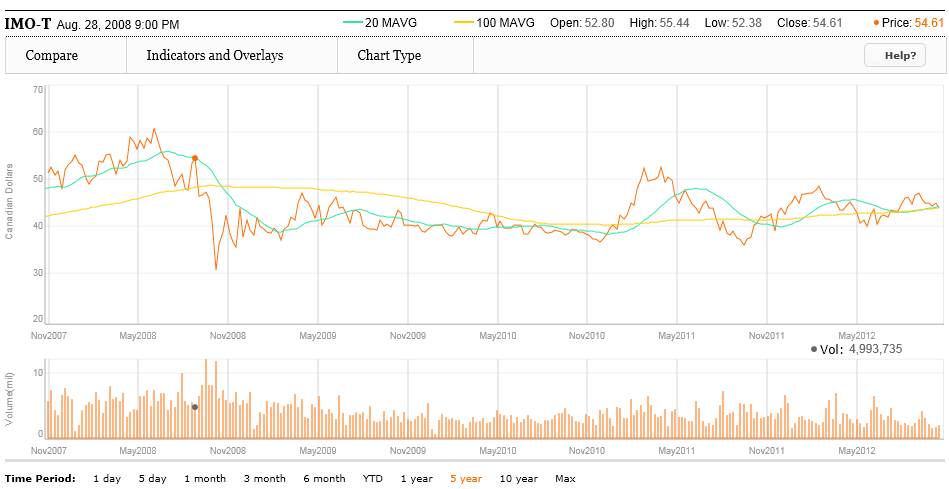 IMO-T Aug. 28, 2008 9:00 PM 20 MAVG 100 MAVG Open: 52.80 High: 55.44 Low: 52.38 Close: 54.61 Price: 54.61
Compare Indicators and Overlays Chart Type Help?
70
60
50
40
30
20
Canadian Dollars
Nov2007 May2008 Nov2008 May2009 Nov2009 May2010 Nov2010 May2011 Nov2011 May2012
Vol: 4,993,735
10
5
0
Volume(mil)
Nov2007 May2008 Nov2008 May2009 Nov2009 May2010 Nov2010 May2011 Nov2011 May2012
Time Period: 1 day 5 day 1 month 3 month 6 month YTD 1 year 5 year 10 year Max